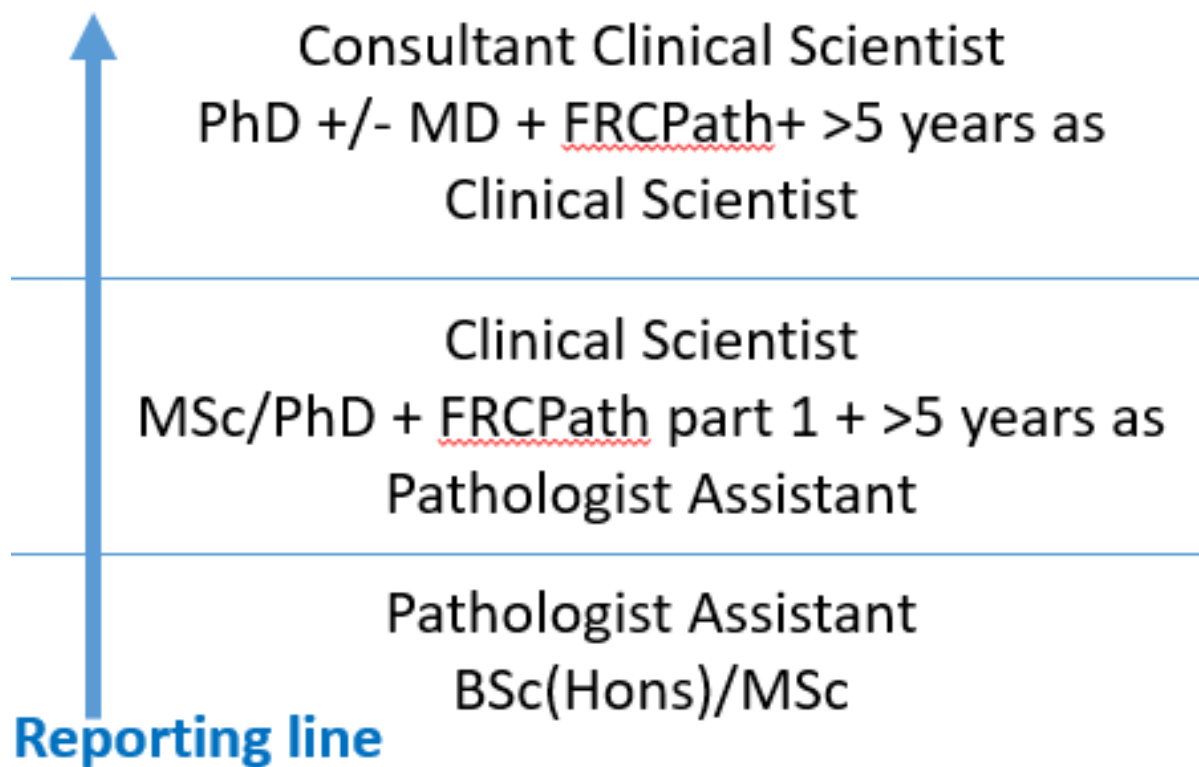 Consultant Clinical Scientist
PhD +/- MD + FRCPath+ >5 years as
Clinical Scientist
Clinical Scientist
MSc/PhD + FRCPath part 1 + >5 years as
Pathologist Assistant
Pathologist Assistant
BSc(Hons)/MSc
Reporting line